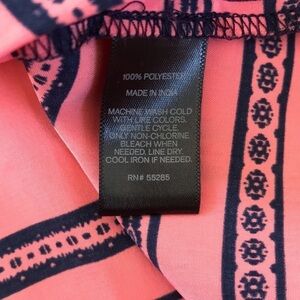 100% POLYESTER
MADE IN INDIA
MACHINE WASH COLD
WITH LIKE COLORS.
GENTLE CYCLE.
ONLY NON-CHLORINE
BLEACH WHEN
NEEDED. LINE DRY.
COOL IRON IF NEEDED.
RN# 55285